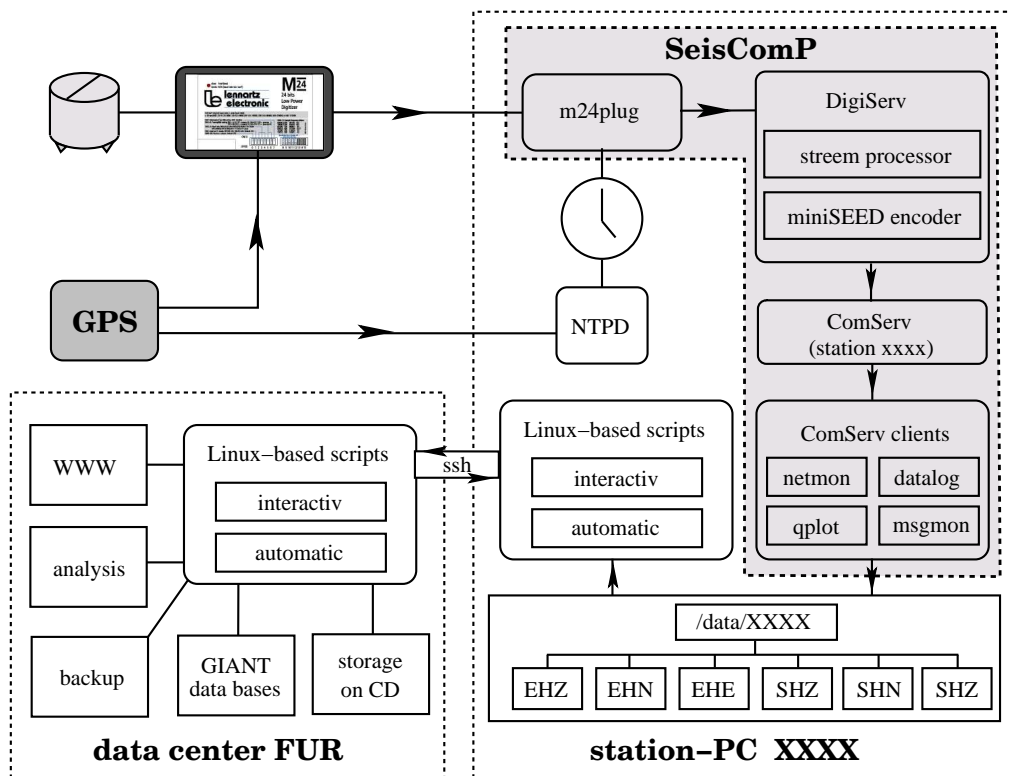 SeisComP
M24
24 bits
Low Power
Digitizer
le lennartz
electronic
m24plug
DigiServ
streem processor
miniSEED encoder
GPS
NTPD
ComServ
(station xxxx)
ComServ clients
netmon
datalog
qplot
msgmon
WWW
analysis
backup
Linux−based scripts
interactiv
automatic
ssh
Linux−based scripts
interactiv
automatic
GIANT
data bases
storage
on CD
/data/XXXX
EHZ
EHN
EHE
SHZ
SHN
SHZ
data center FUR
station−PC XXXX